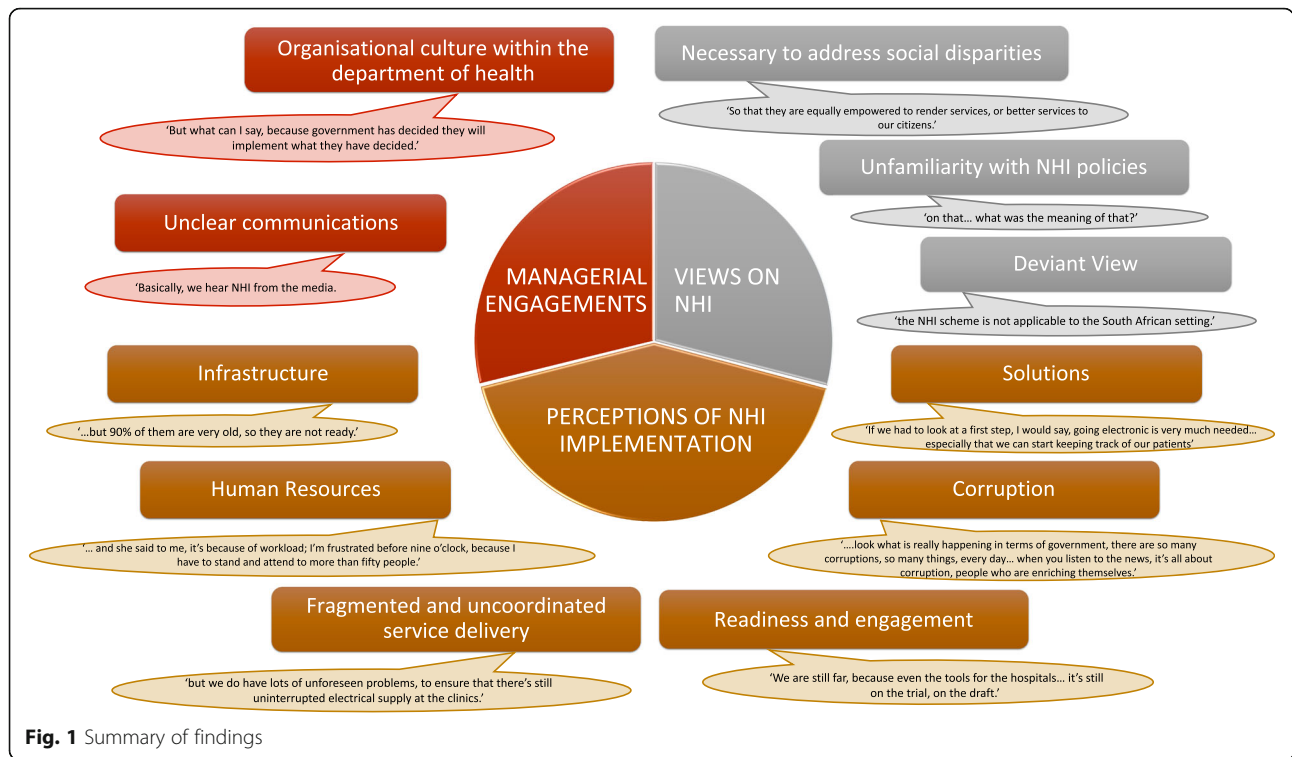 Organisational culture within the
department of health
'But what can I say, because government has decided they will
implement what they have decided.'
Unclear communications
'Basically, we hear NHI from the media.
Necessary to address social disparities
'So that they are equally empowered to render services, or better services to
our citizens.'
Unfamiliarity with NHI policies
'on that… what was the meaning of that?'
Deviant View
'the NHI scheme is not applicable to the South African setting.'
MANAGERIAL
ENGAGEMENTS
VIEWS ON
NHI
PERCEPTIONS OF NHI
IMPLEMENTATION
Infrastructure
'…but 90% of them are very old, so they are not ready.'
Human Resources
'… and she said to me, it's because of workload; I'm frustrated before nine o'clock, because I
have to stand and attend to more than fifty people.'
Fragmented and uncoordinated
service delivery
'but we do have lots of unforeseen problems, to ensure that there's still
uninterrupted electrical supply at the clinics.'
Solutions
'If we had to look at a first step, I would say, going electronic is very much needed…
especially that we can start keeping track of our patients'
Corruption
'….look what is really happening in terms of government, there are so many
corruptions, so many things, every day… when you listen to the news, it's all about
corruption, people who are enriching themselves.'
Readiness and engagement
'We are still far, because even the tools for the hospitals… it's still
on the trial, on the draft.'
Fig. 1 Summary of findings